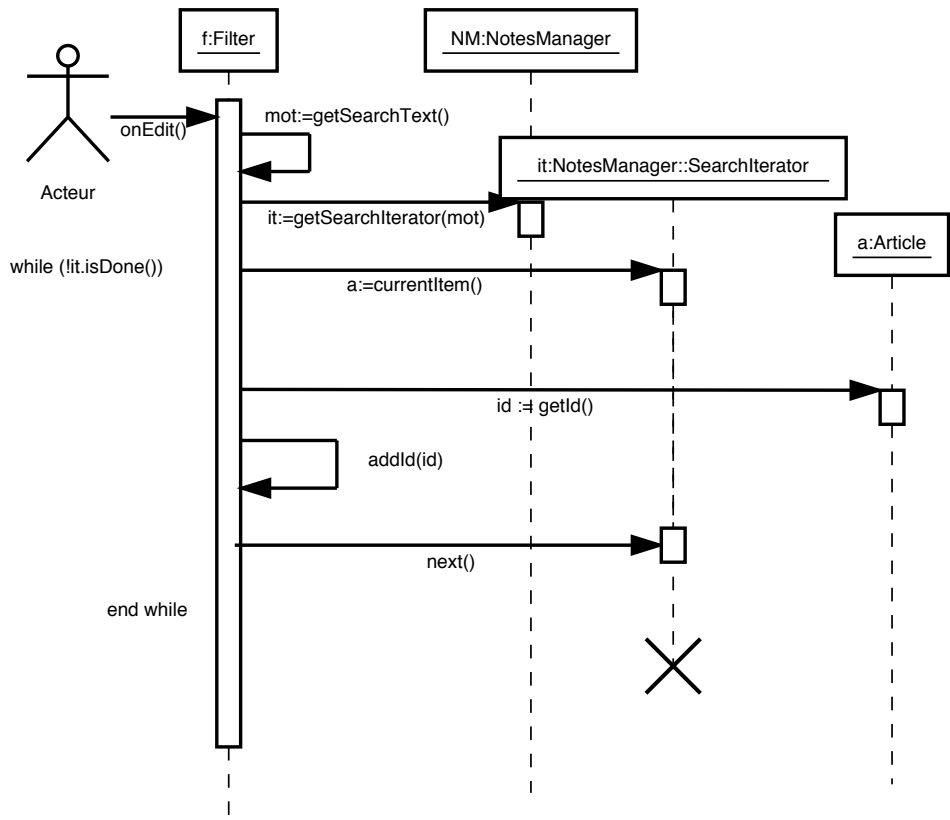 f:Filter
NM:NotesManager
mot:=getSearchText()
onEdit()
it:NotesManager::SearchIterator
Acteur
it:=getSearchIterator(mot)
a:Article
while (!it.isDone())
a:=currentItem()
id := getId()
addId(id)
next()
end while